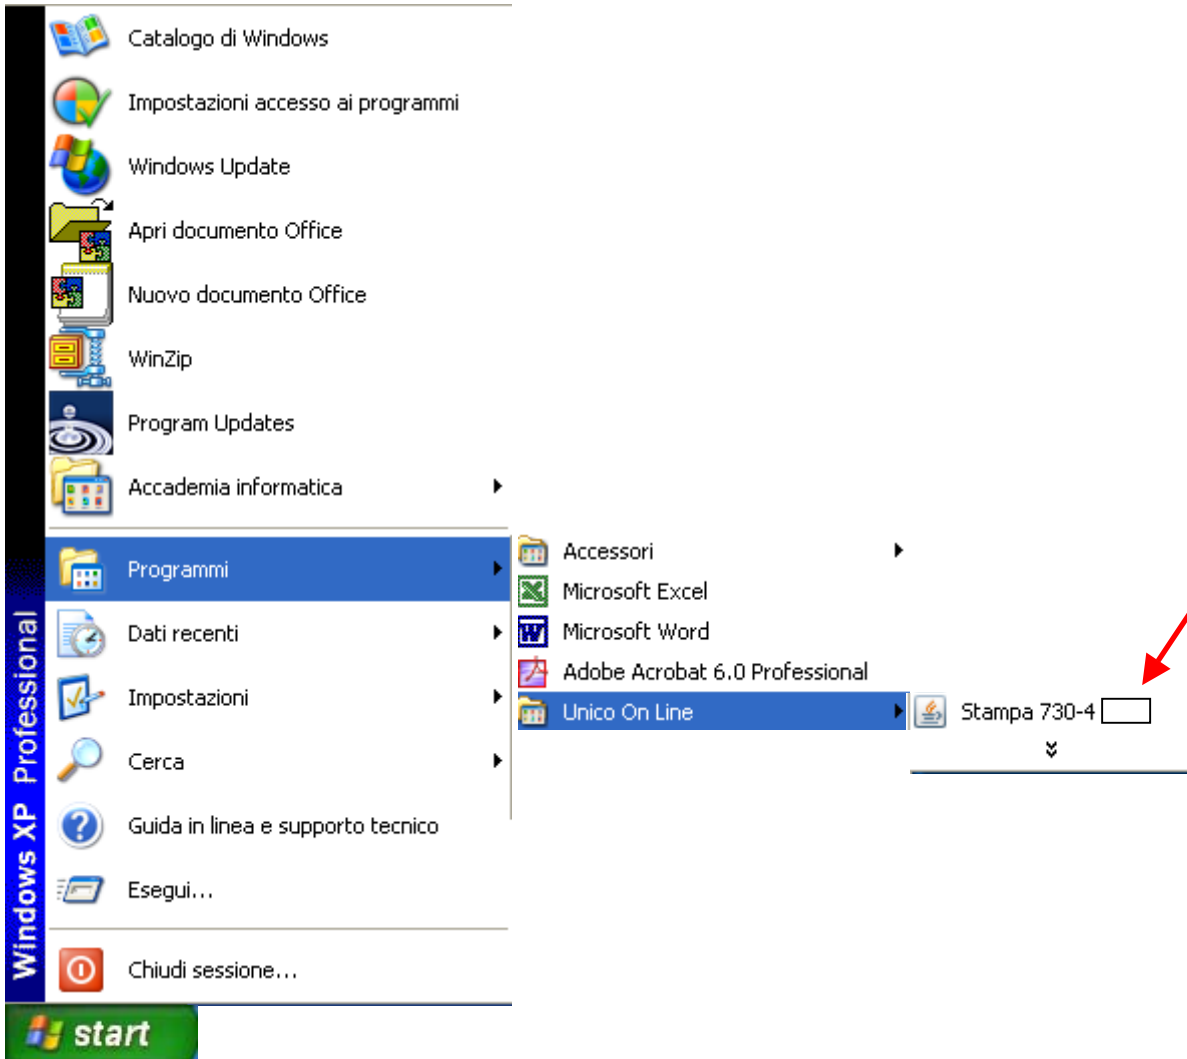 Catalogo di Windows
Impostazioni accesso ai programmi
Windows Update
Apri documento Office
Nuovo documento Office
WinZip
Program Updates
Accademia informatica
Programmi
Dati recenti
Impostazioni
Cerca
Guida in linea e supporto tecnico
Esegui...
Chiudi sessione...
Accessori
Microsoft Excel
Microsoft Word
Adobe Acrobat 6.0 Professional
Unico On Line
Stampa 730-4
Windows XP Professional
start